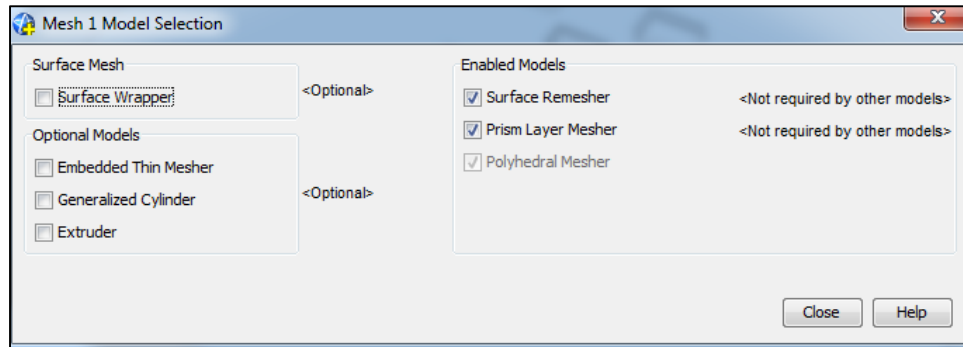 Mesh 1 Model Selection
Surface Mesh
Surface Wrapper
<Optional>
Optional Models
Embedded Thin Mesher
Generalized Cylinder
<Optional>
Extruder
Enabled Models
Surface Remesher <Not required by other models>
Prism Layer Mesher <Not required by other models>
Polyhedral Mesher
Close
Help